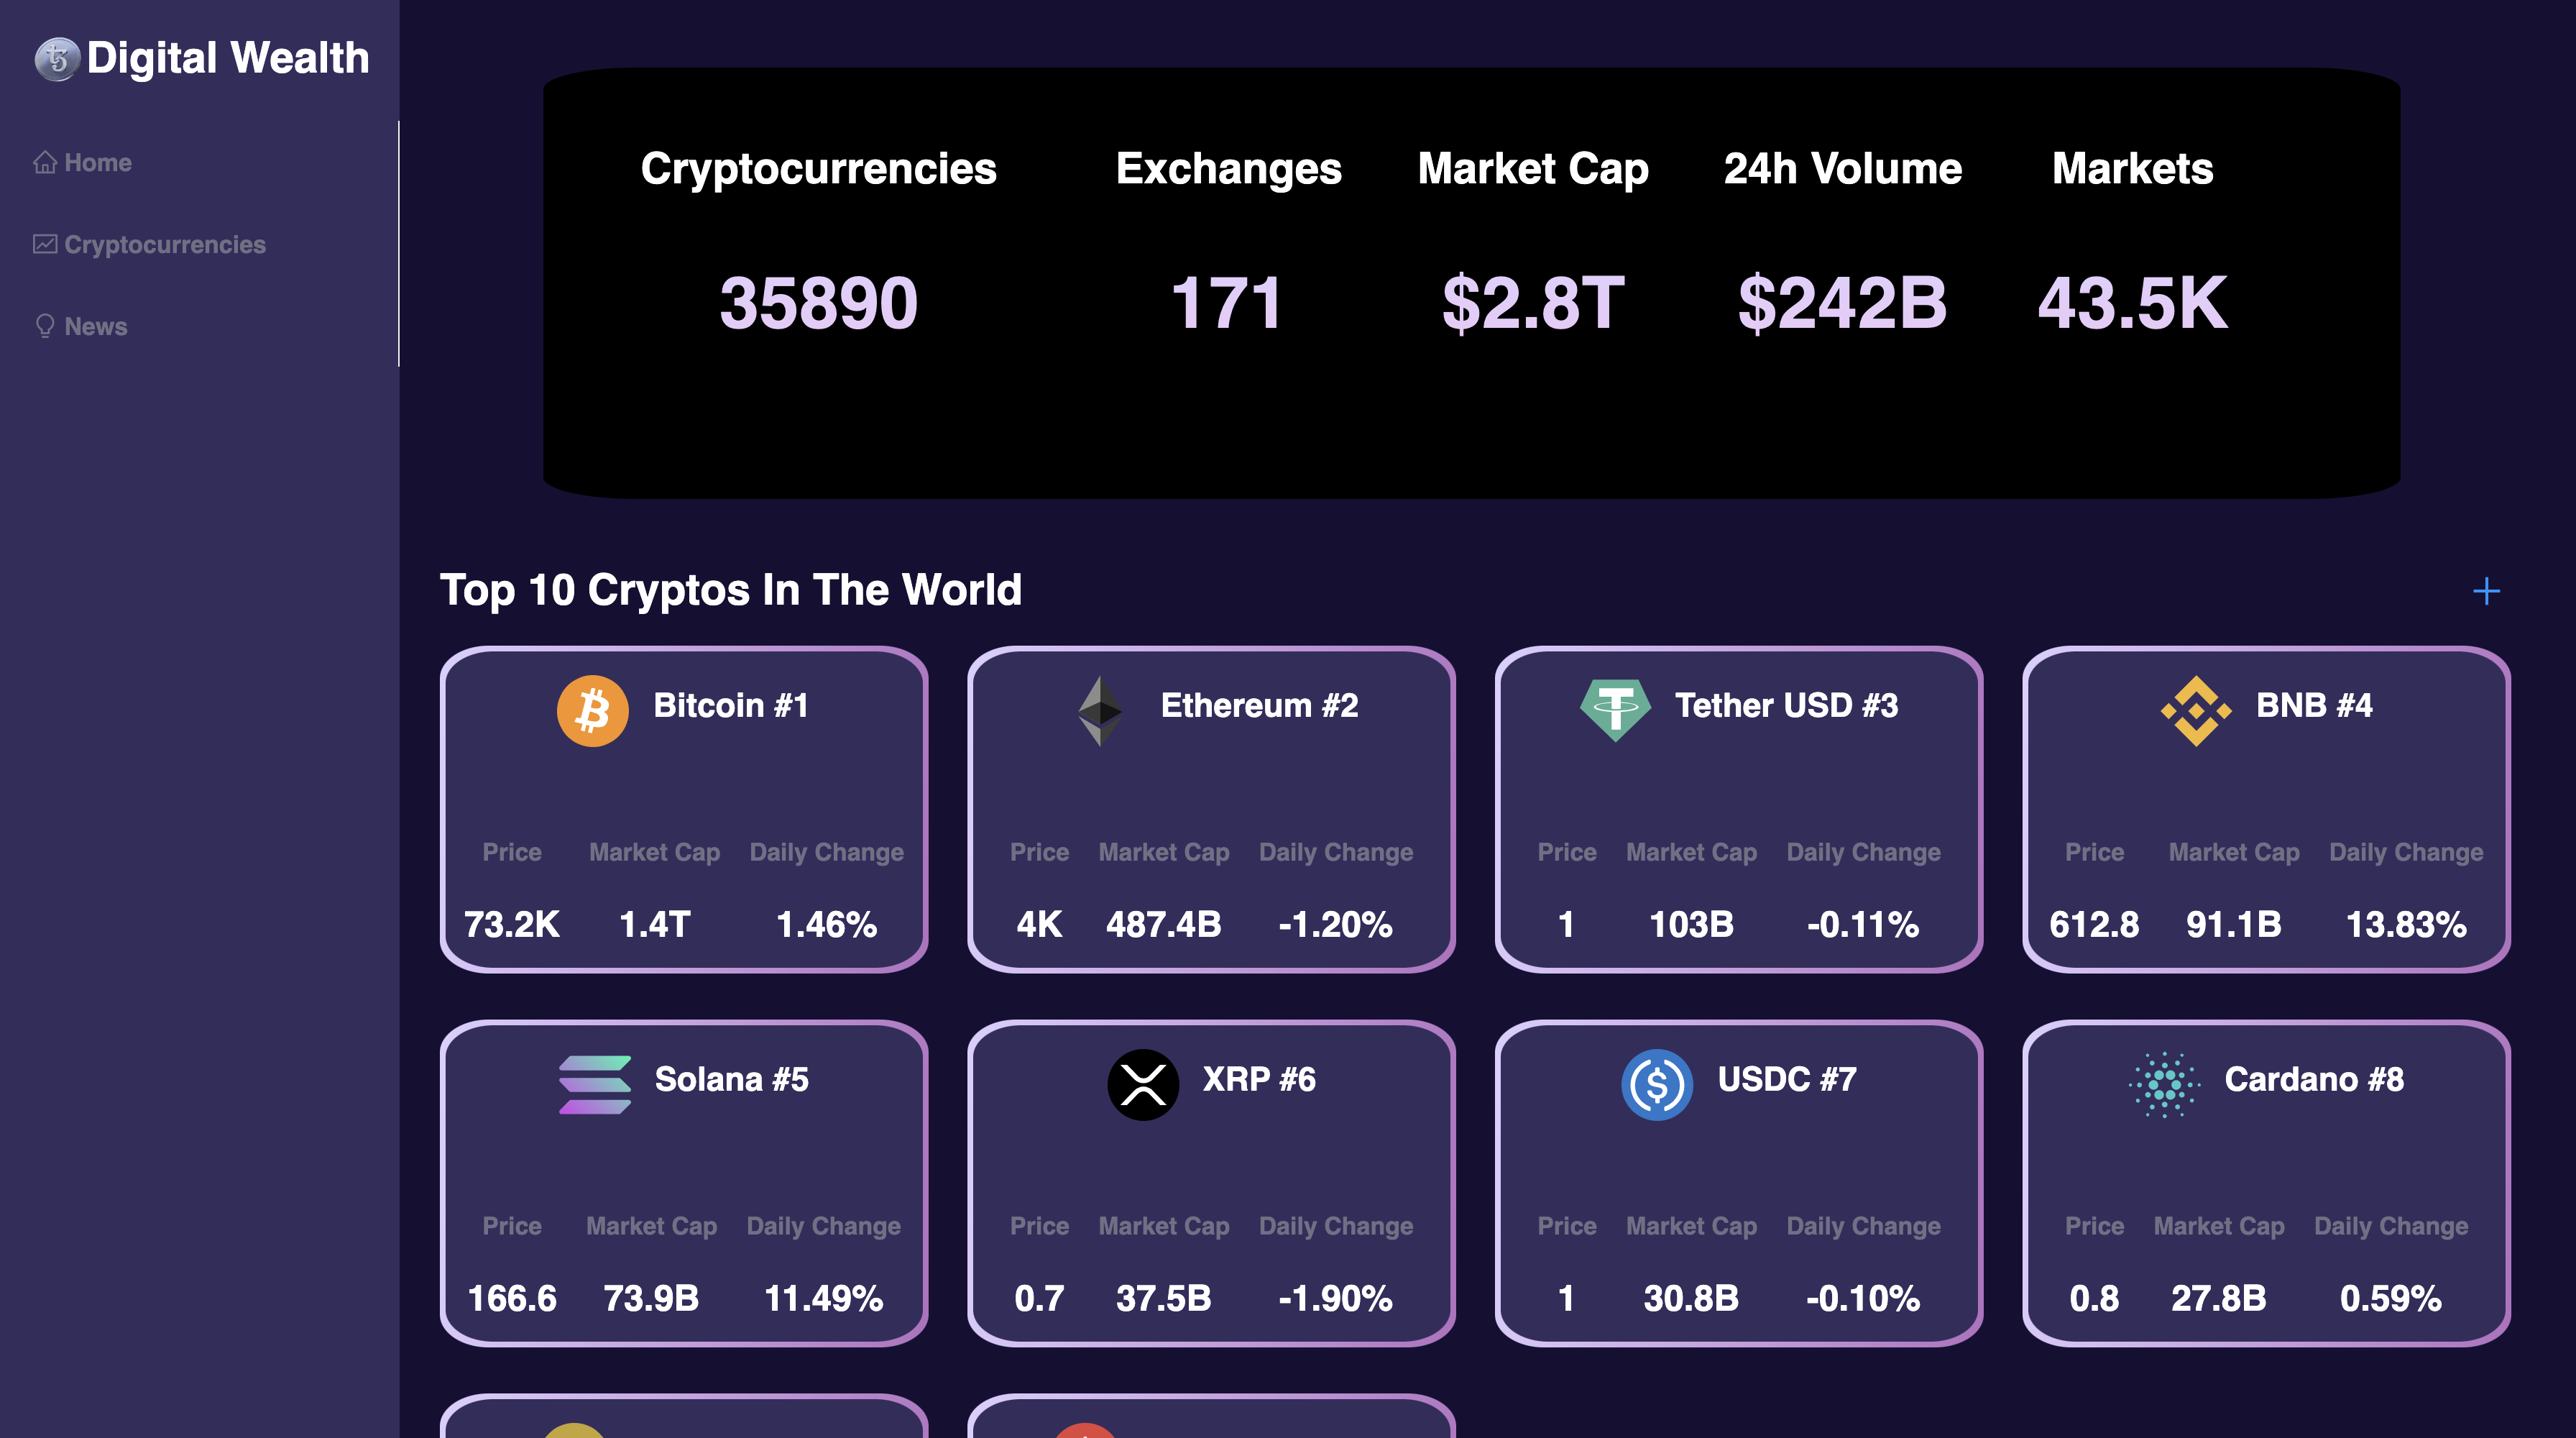 Digital Wealth
Home
Cryptocurrencies
News
Cryptocurrencies Exchanges Market Cap 24h Volume Markets
35890 171 $2.8T $242B 43.5K
Top 10 Cryptos In The World
Bitcoin #1 Ethereum #2 Tether USD #3 BNB #4
Price Market Cap Daily Change Price Market Cap Daily Change Price Market Cap Daily Change Price Market Cap Daily Change
73.2K 1.4T 1.46% 4K 487.4B -1.20% 1 103B -0.11% 612.8 91.1B 13.83%
Solana #5 XRP #6 USDC #7 Cardano #8
Price Market Cap Daily Change Price Market Cap Daily Change Price Market Cap Daily Change Price Market Cap Daily Change
166.6 73.9B 11.49% 0.7 37.5B -1.90% 1 30.8B -0.10% 0.8 27.8B 0.59%